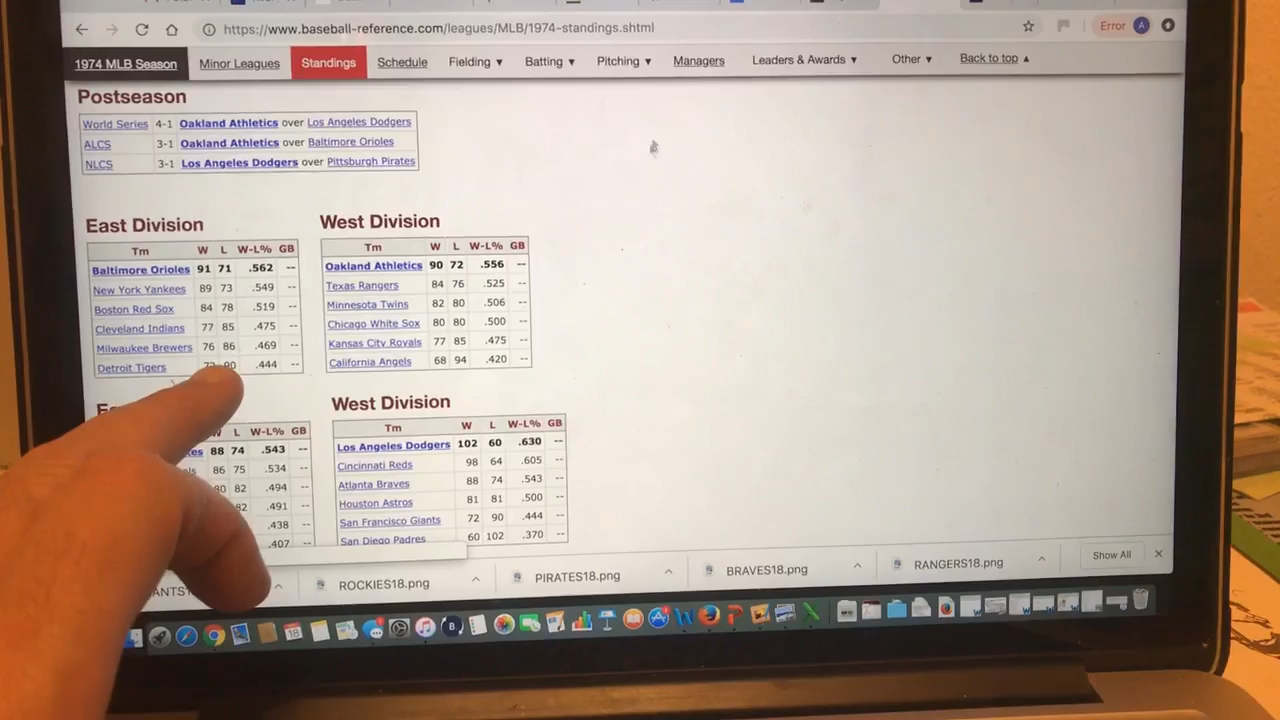 https://www.baseball-reference.com/leagues/MLB/1974-standings.shtml
Error A
1974 MLB Season Minor Leagues Standings Schedule Fielding ▼ Batting ▼ Pitching ▼ Managers Leaders & Awards ▼ Other ▼ Back to top ▲
Postseason
World Series 4-1 Oakland Athletics over Los Angeles Dodgers
ALCS 3-1 Oakland Athletics over Baltimore Orioles
NLCS 3-1 Los Angeles Dodgers over Pittsburgh Pirates
East Division
Tm W L W-L% GB
Baltimore Orioles 91 71 .562 --
New York Yankees 89 73 .549 --
Boston Red Sox 84 78 .519 --
Cleveland Indians 77 85 .475 --
Milwaukee Brewers 76 86 .469 --
Detroit Tigers 90 .444 --
West Division
Tm W L W-L% GB
Oakland Athletics 90 72 .556 --
Texas Rangers 84 76 .525 --
Minnesota Twins 82 80 .506 --
Chicago White Sox 80 80 .500 --
Kansas City Royals 77 85 .475 --
California Angels 68 94 .420 --
W L W-L% GB
88 74 .543 --
86 75 .534 --
80 82 .494 --
82 .491 --
.438 --
.407 --
West Division
Tm W L W-L% GB
Los Angeles Dodgers 102 60 .630 --
Cincinnati Reds 98 64 .605 --
Atlanta Braves 88 74 .543 --
Houston Astros 81 81 .500 --
San Francisco Giants 72 90 .444 --
San Diego Padres 60 102 .370 --
ROCKIES18.png PIRATES18.png BRAVES18.png RANGERS18.png Show All
18